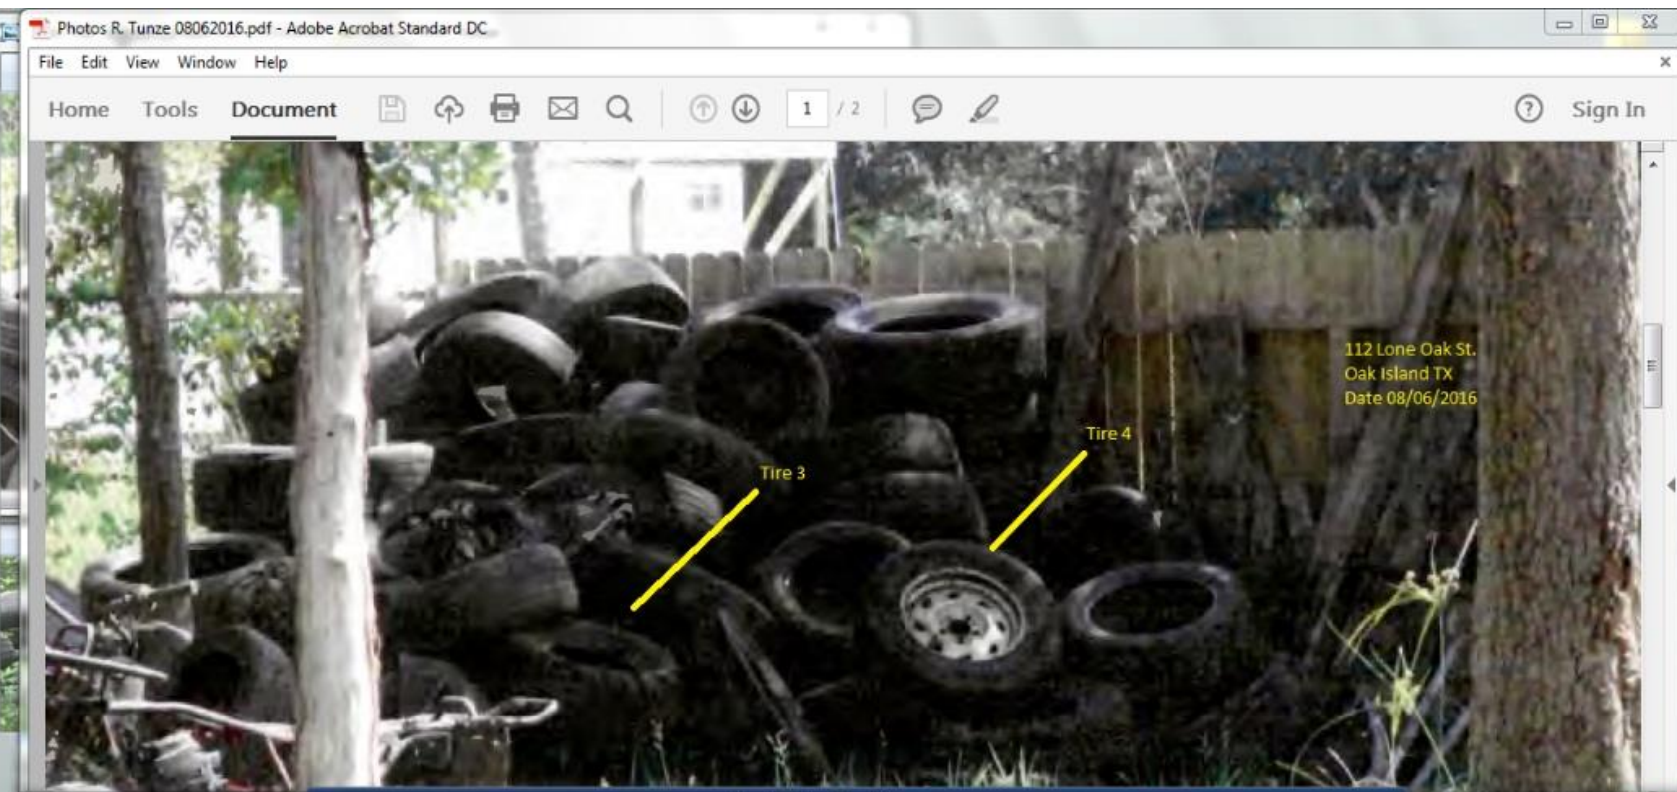 Photos R. Tunze 08062016.pdf - Adobe Acrobat Standard DC
File Edit View Window Help
Home Tools Document 1 / 2 Sign In
112 Lone Oak St.
Oak Island TX
Date 08/06/2016
Tire 4
Tire 3